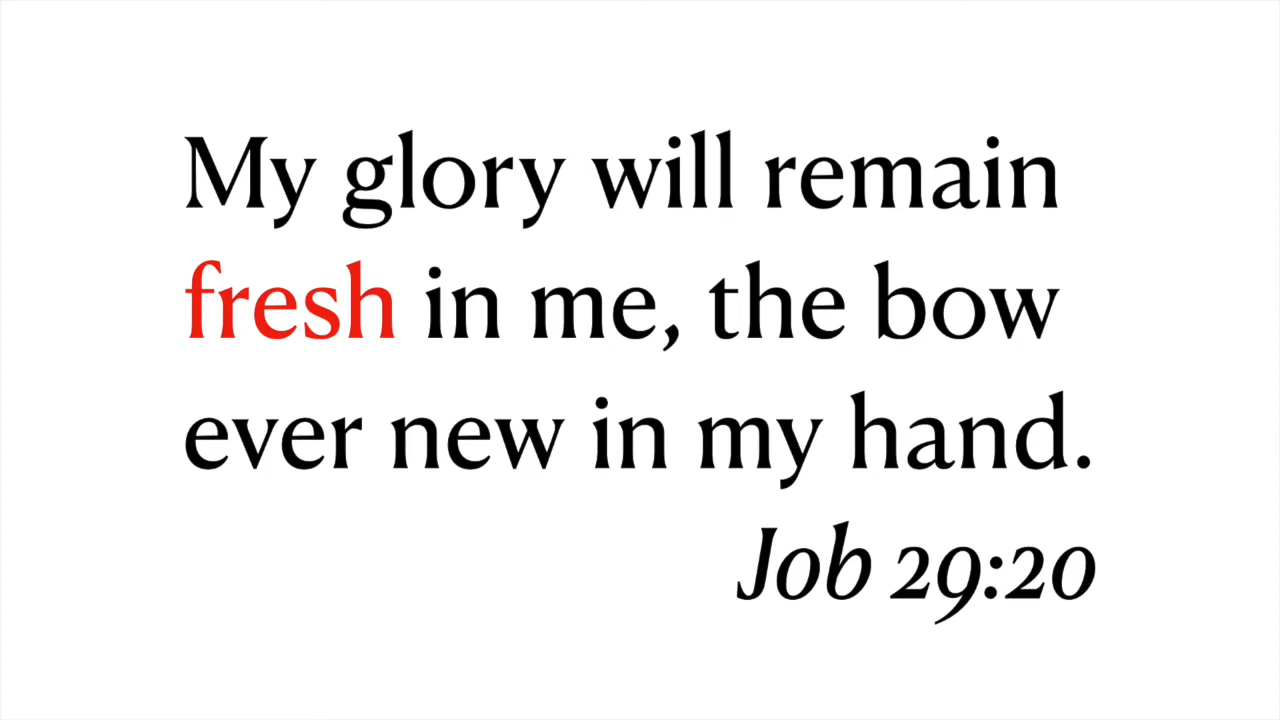 My glory will remain
fresh in me, the bow
ever new in my hand.
Job 29:20